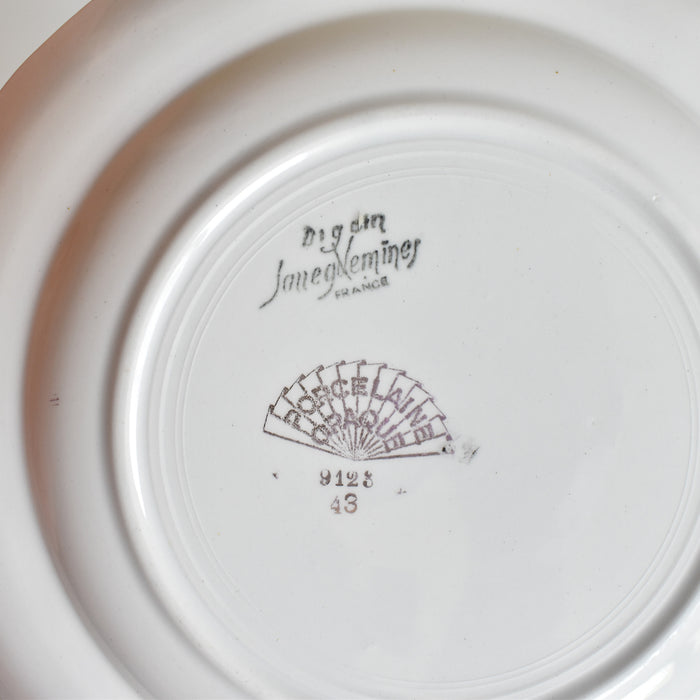 Digoin
Sarreguemines
FRANCE
PORCELAINE
OPAQUE
9123
43